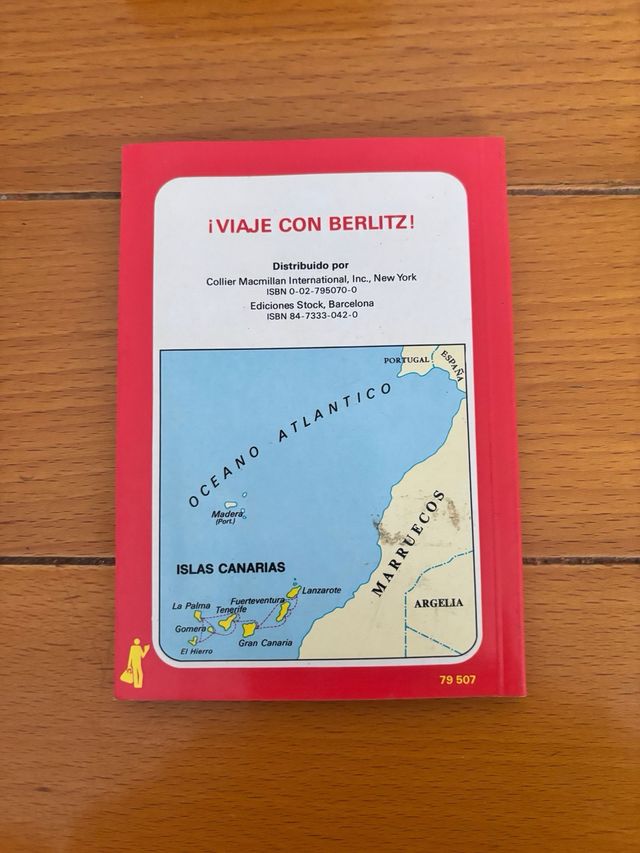 ¡VIAJE CON BERLITZ!
Distribuido por
Collier Macmillan International, Inc., New York
ISBN 0-02-795070-0
Ediciones Stock, Barcelona
ISBN 84-7333-042-0
PORTUGAL
ESPAÑA
OCEANO ATLANTICO
Madera
(Port.)
MARRUECOS
ISLAS CANARIAS
Lanzarote
Fuerteventura
La Palma
Tenerife
ARGELIA
Gomera
Gran Canaria
El Hierro
79 507